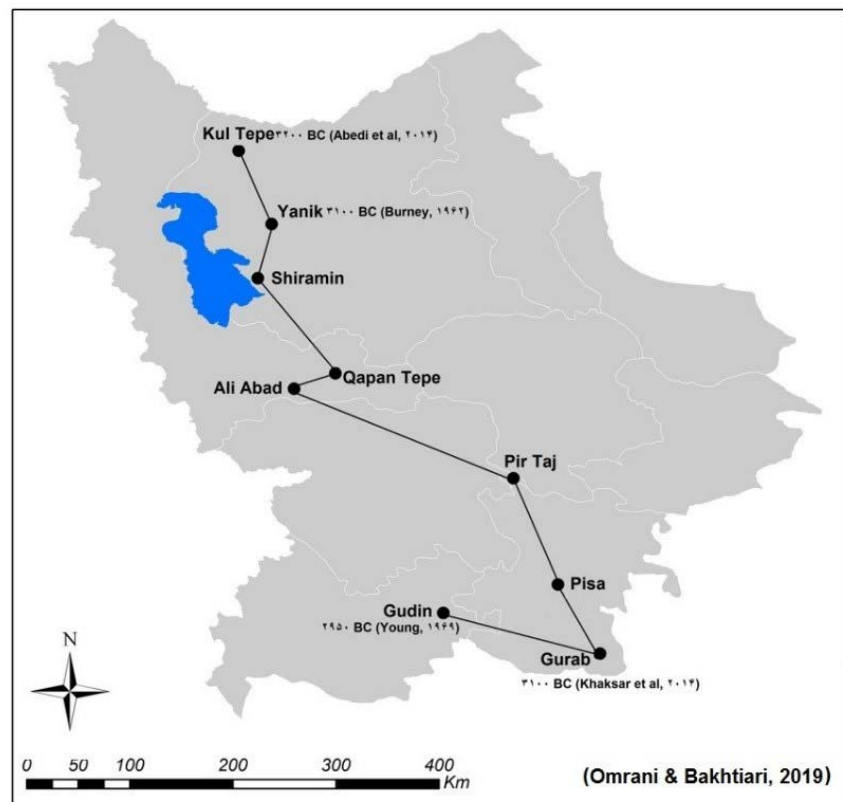 Kul Tepe ۳۲۰۰ BC (Abedi et al, ۲۰۱۴)
Yanik ۳۱۰۰ BC (Burney, ۱۹۶۲)
Shiramin
Qapan Tepe
Ali Abad
Pir Taj
Pisa
Gudin
۲۹۵۰ BC (Young, ۱۹۶۹)
Gurab
۳۱۰۰ BC (Khaksar et al, ۲۰۱۴)
N
0 50 100 200 300 400
Km
(Omrani & Bakhtiari, 2019)